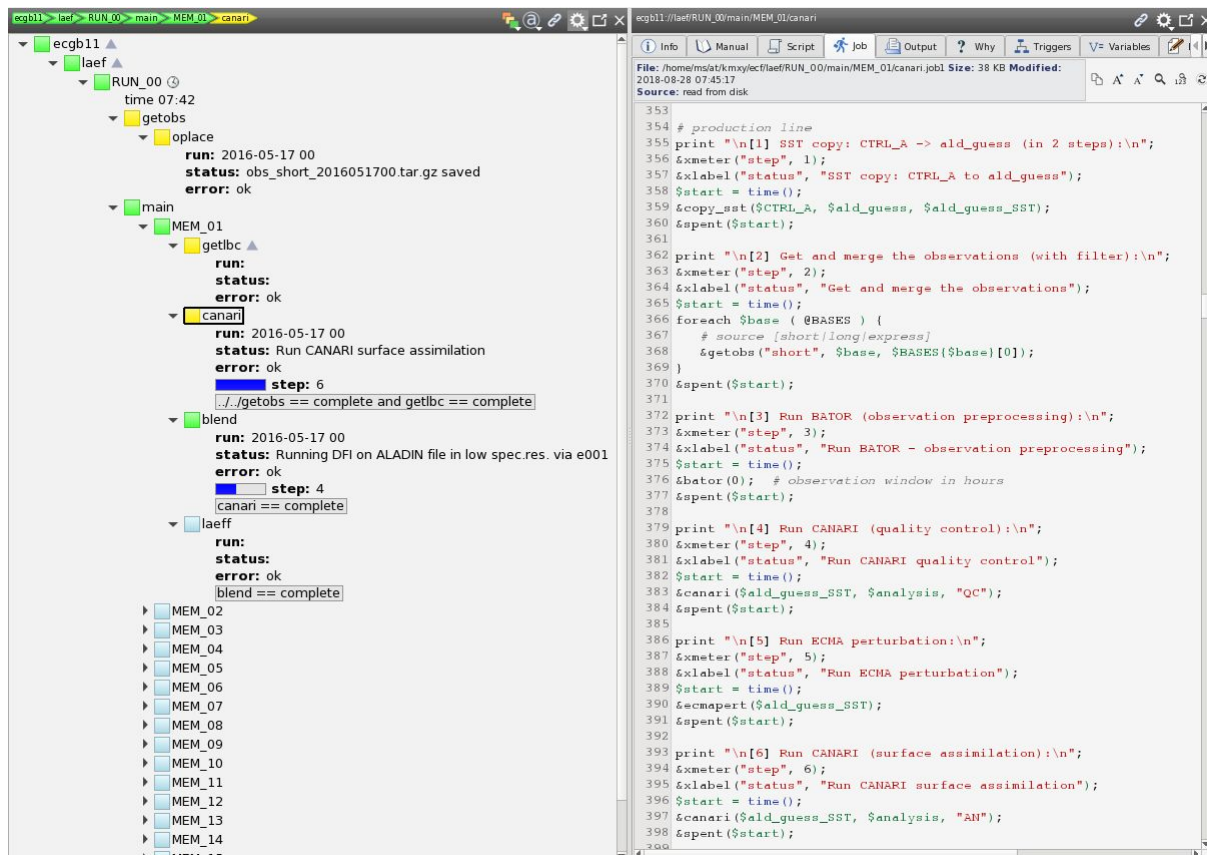 ecgb11 laef RUN_00 main MEM_01 canari
ecgb11
laef
RUN_00
time 07:42
getobs
oplace
run: 2016-05-17 00
status: obs_short_2016051700.tar.gz saved
error: ok
main
MEM_01
getlbc
run:
status:
error: ok
canari
run: 2016-05-17 00
status: Run CANARI surface assimilation
error: ok
step: 6
../../getobs == complete and getlbc == complete
blend
run: 2016-05-17 00
status: Running DFI on ALADIN file in low spec.res. via e001
error: ok
step: 4
canari == complete
laeff
run:
status:
error: ok
blend == complete
MEM_02
MEM_03
MEM_04
MEM_05
MEM_06
MEM_07
MEM_08
MEM_09
MEM_10
MEM_11
MEM_12
MEM_13
MEM_14
ecgb11://laef/RUN_00/main/MEM_01/canari
Info Manual Script Job Output ? Why Triggers V= Variables
File: /home/ms/at/kmxy/ecf/laef/RUN_00/main/MEM_01/canari.job1 Size: 38 KB Modified:
2018-08-28 07:45:17
Source: read from disk
353
354 # production line
355 print "\n[1] SST copy: CTRL_A -> ald_guess (in 2 steps):\n";
356 &xmeter("step", 1);
357 &xlabel("status", "SST copy: CTRL_A to ald_guess");
358 $start = time();
359 &copy_sst($CTRL_A, $ald_guess, $ald_guess_SST);
360 &spent($start);
361
362 print "\n[2] Get and merge the observations (with filter):\n";
363 &xmeter("step", 2);
364 &xlabel("status", "Get and merge the observations");
365 $start = time();
366 foreach $base ( @BASES ) {
367 # source [short|long|express]
368 &getobs("short", $base, $BASES{$base}[0]);
369 }
370 &spent($start);
371
372 print "\n[3] Run BATOR (observation preprocessing):\n";
373 &xmeter("step", 3);
374 &xlabel("status", "Run BATOR - observation preprocessing");
375 $start = time();
376 &bator(0); # observation window in hours
377 &spent($start);
378
379 print "\n[4] Run CANARI (quality control):\n";
380 &xmeter("step", 4);
381 &xlabel("status", "Run CANARI quality control");
382 $start = time();
383 &canari($ald_guess_SST, $analysis, "QC");
384 &spent($start);
385
386 print "\n[5] Run ECMA perturbation:\n";
387 &xmeter("step", 5);
388 &xlabel("status", "Run ECMA perturbation");
389 $start = time();
390 &ecmapert($ald_guess_SST);
391 &spent($start);
392
393 print "\n[6] Run CANARI (surface assimilation):\n";
394 &xmeter("step", 6);
395 &xlabel("status", "Run CANARI surface assimilation");
396 $start = time();
397 &canari($ald_guess_SST, $analysis, "AN");
398 &spent($start);
399